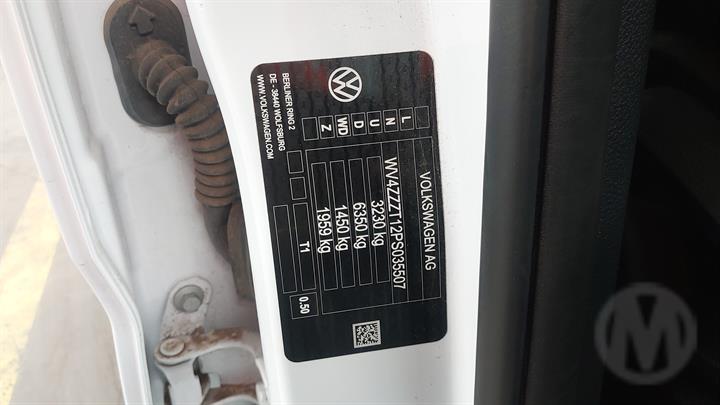 VOLKSWAGEN AG
WV4ZZZT12PS035507
3230 kg
6350 kg
1450 kg
1959 kg
T1
0.50
L
N
U
D
WD
Z
BERLINER RING 2
DE - 38440 WOLFSBURG
WWW.VOLKSWAGEN.COM
M